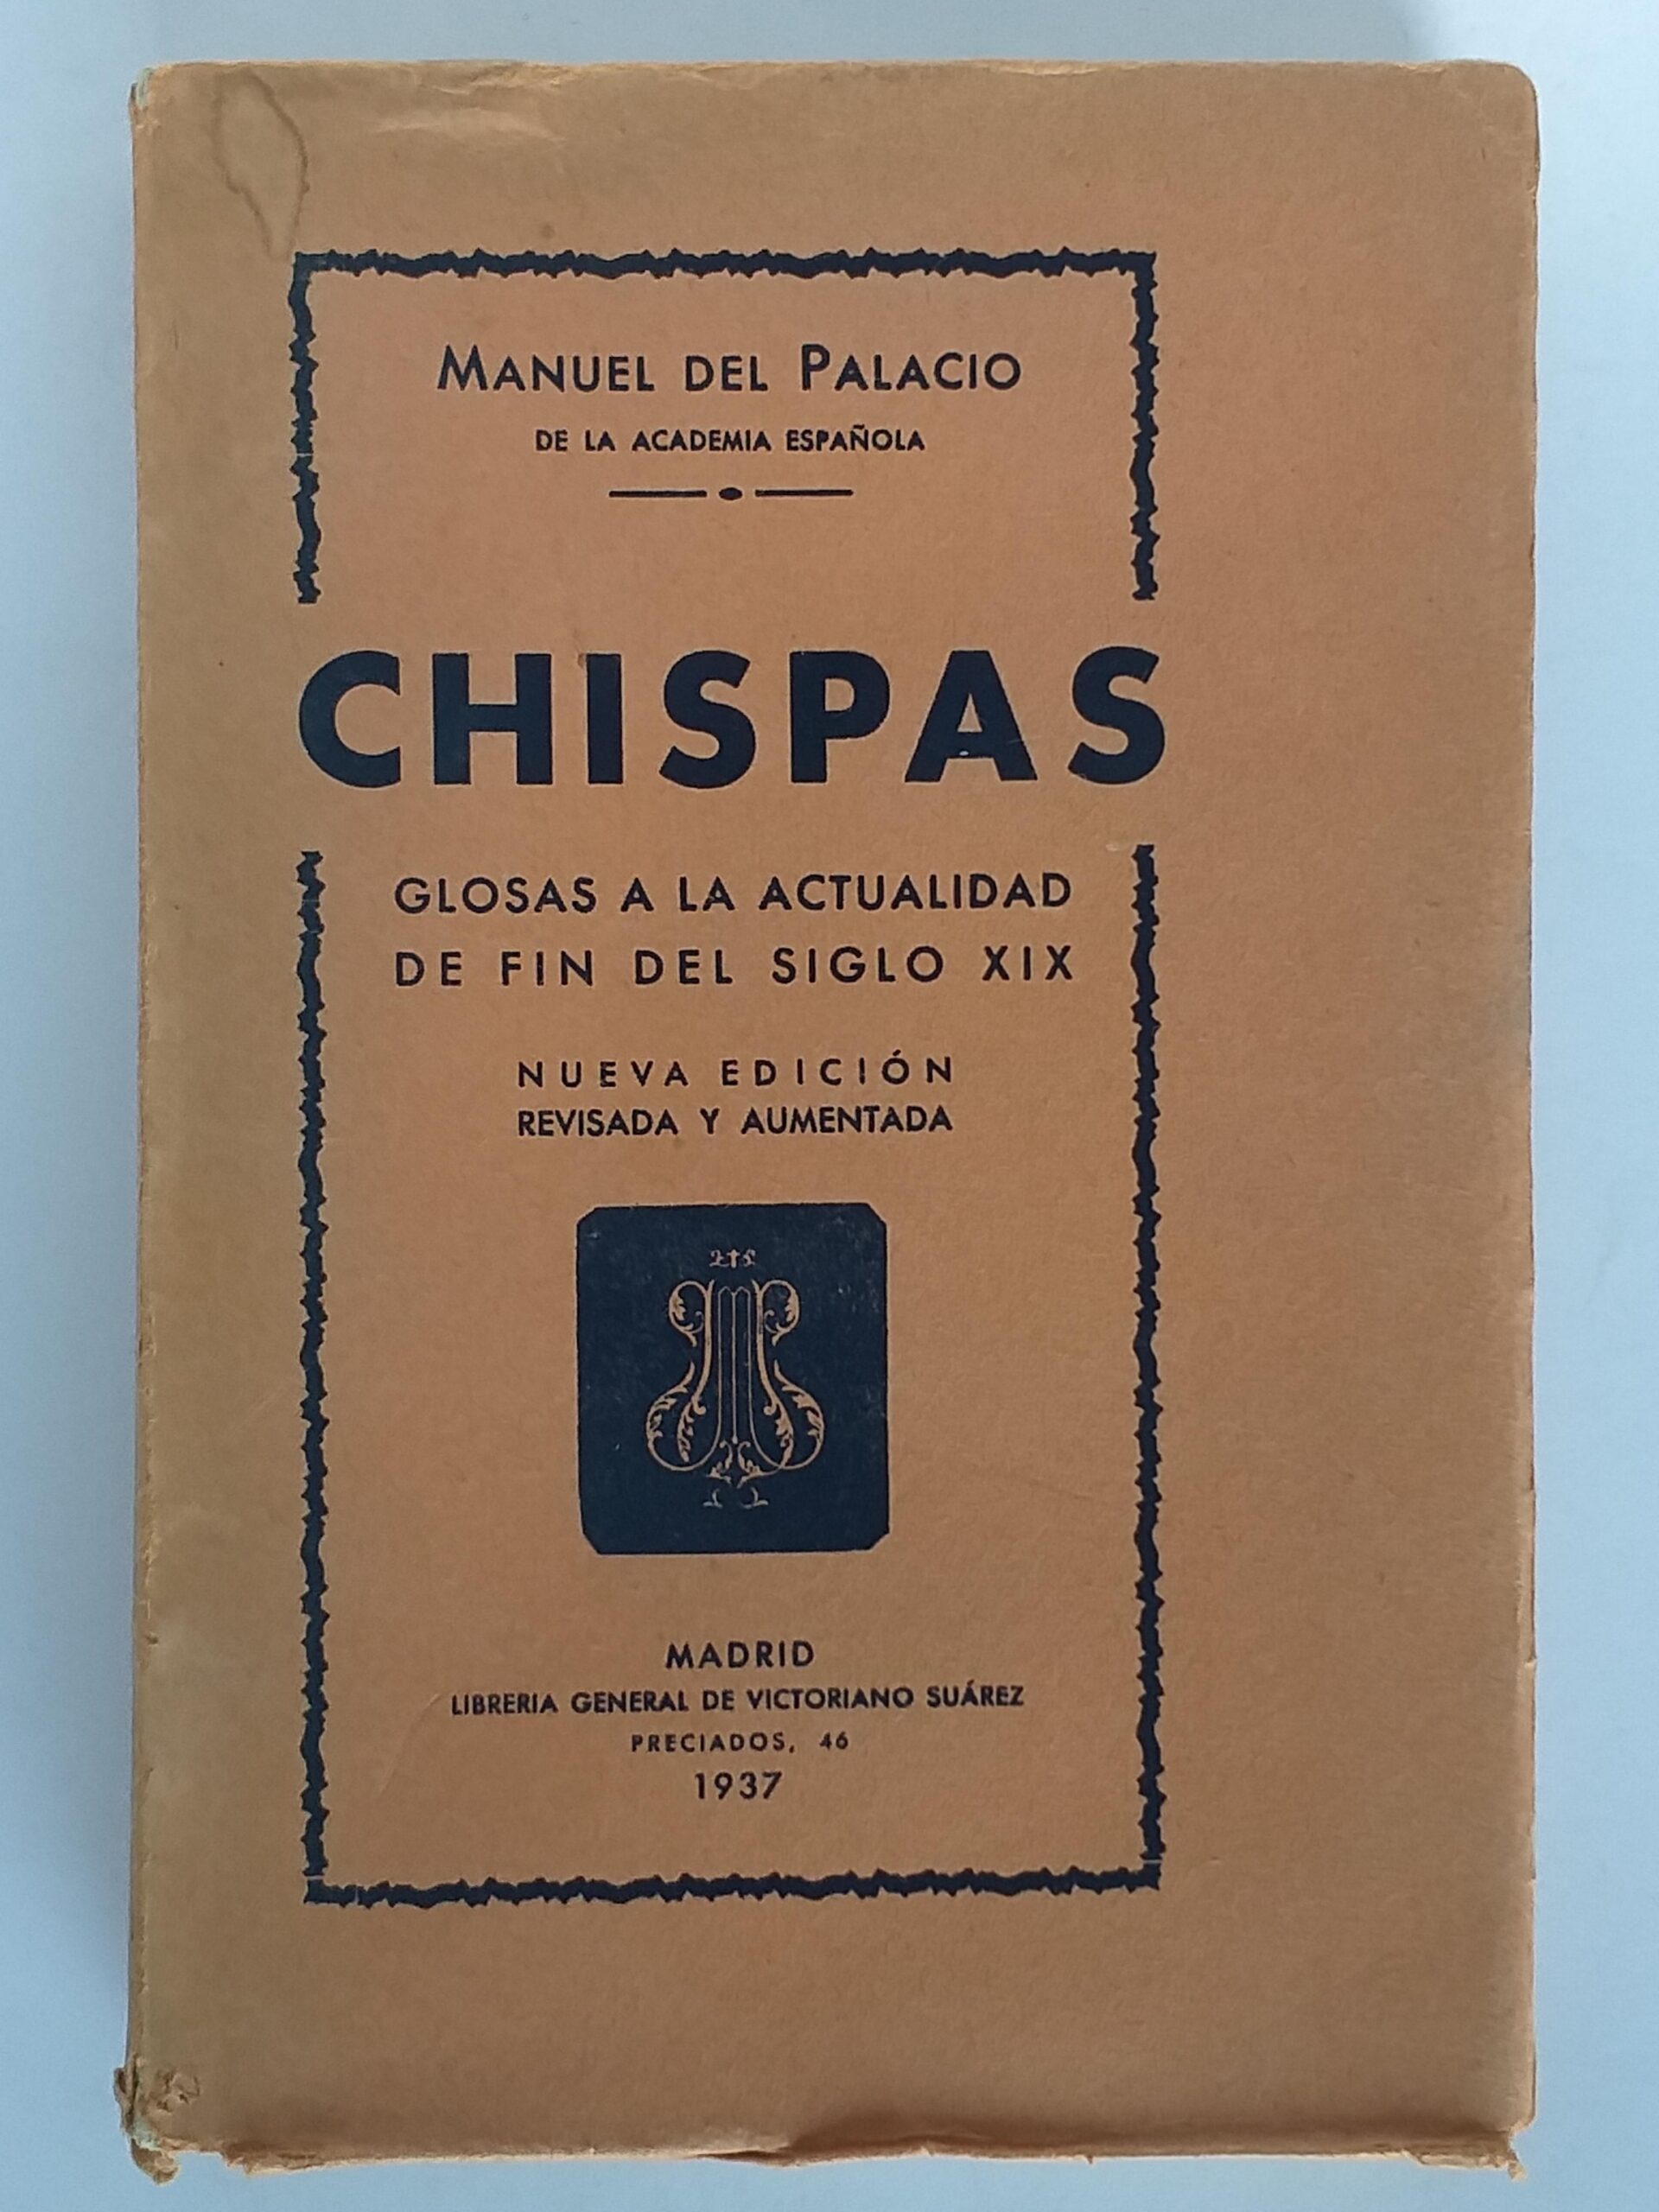 MANUEL DEL PALACIO
DE LA ACADEMIA ESPAÑOLA
CHISPAS
GLOSAS A LA ACTUALIDAD
DE FIN DEL SIGLO XIX
NUEVA EDICIÓN
REVISADA Y AUMENTADA
MADRID
LIBRERIA GENERAL DE VICTORIANO SUÁREZ
PRECIADOS, 46
1937